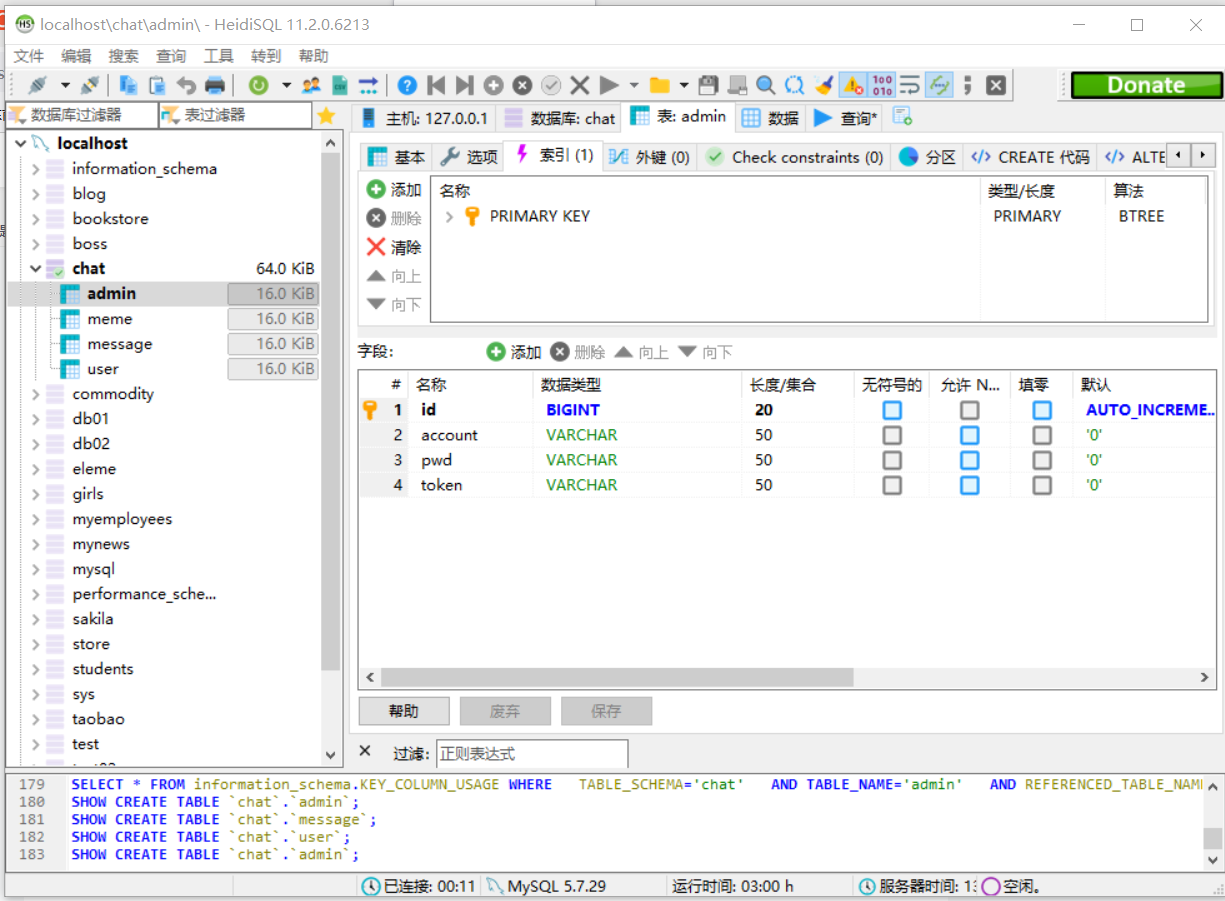 localhost\chat\admin\ - HeidiSQL 11.2.0.6213
文件 编辑 搜索 查询 工具 转到 帮助
Donate
数据库过滤器 表过滤器
主机: 127.0.0.1 数据库: chat 表: admin 数据 查询*
localhost
information_schema
blog
bookstore
boss
chat 64.0 KiB
admin 16.0 KiB
meme 16.0 KiB
message 16.0 KiB
user 16.0 KiB
commodity
db01
db02
eleme
girls
myemployees
mynews
mysql
performance_sche...
sakila
store
students
sys
taobao
test
基本 选项 索引 (1) 外键 (0) Check constraints (0) 分区 CREATE 代码 ALTE
添加
删除
清除
向上
向下
名称 类型/长度 算法
PRIMARY KEY PRIMARY BTREE
字段: 添加 删除 向上 向下
# 名称 数据类型 长度/集合 无符号的 允许 N... 填零 默认
1 id BIGINT 20 AUTO_INCREME...
2 account VARCHAR 50 '0'
3 pwd VARCHAR 50 '0'
4 token VARCHAR 50 '0'
帮助 废弃 保存
过滤: 正则表达式
179 SELECT * FROM information_schema.KEY_COLUMN_USAGE WHERE TABLE_SCHEMA='chat' AND TABLE_NAME='admin' AND REFERENCED_TABLE_NAM
180 SHOW CREATE TABLE `chat`.`admin`;
181 SHOW CREATE TABLE `chat`.`message`;
182 SHOW CREATE TABLE `chat`.`user`;
183 SHOW CREATE TABLE `chat`.`admin`;
已连接: 00:11 MySQL 5.7.29 运行时间: 03:00 h 服务器时间: 13 空闲。